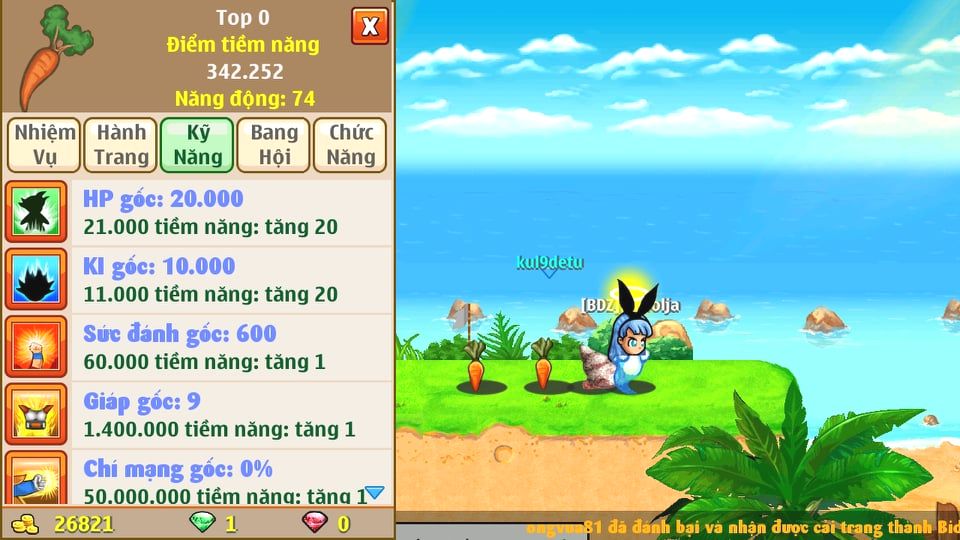 Top 0
Điểm tiềm năng
342.252
Năng động: 74
X
Nhiệm Vụ
Hành Trang
Kỹ Năng
Bang Hội
Chức Năng
HP gốc: 20.000
21.000 tiềm năng: tăng 20
KI gốc: 10.000
11.000 tiềm năng: tăng 20
Sức đánh gốc: 600
60.000 tiềm năng: tăng 1
Giáp gốc: 9
1.400.000 tiềm năng: tăng 1
Chí mạng gốc: 0%
50.000.000 tiềm năng: tăng 1
26821
1
0
kul9detu
[BDZ
olja
ongvua81 đã đánh bại và nhận được cải trang thành Bid